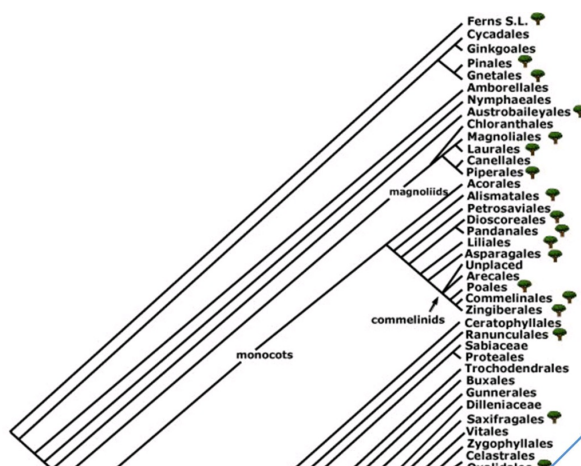 Ferns S.L.
Cycadales
Ginkgoales
Pinales
Gnetales
Amborellales
Nymphaeales
Austrobaileyales
Chloranthales
Magnoliales
Laurales
Canellales
Piperales
magnoliids
Acorales
Alismatales
Petrosaviales
Dioscoreales
Pandanales
Liliales
Asparagales
Unplaced
Arecales
Poales
Commelinales
Zingiberales
commelinids
Ceratophyllales
Ranunculales
Sabiaceae
monocots
Proteales
Trochodendrales
Buxales
Gunnerales
Dilleniaceae
Saxifragales
Vitales
Zygophyllales
Celastrales